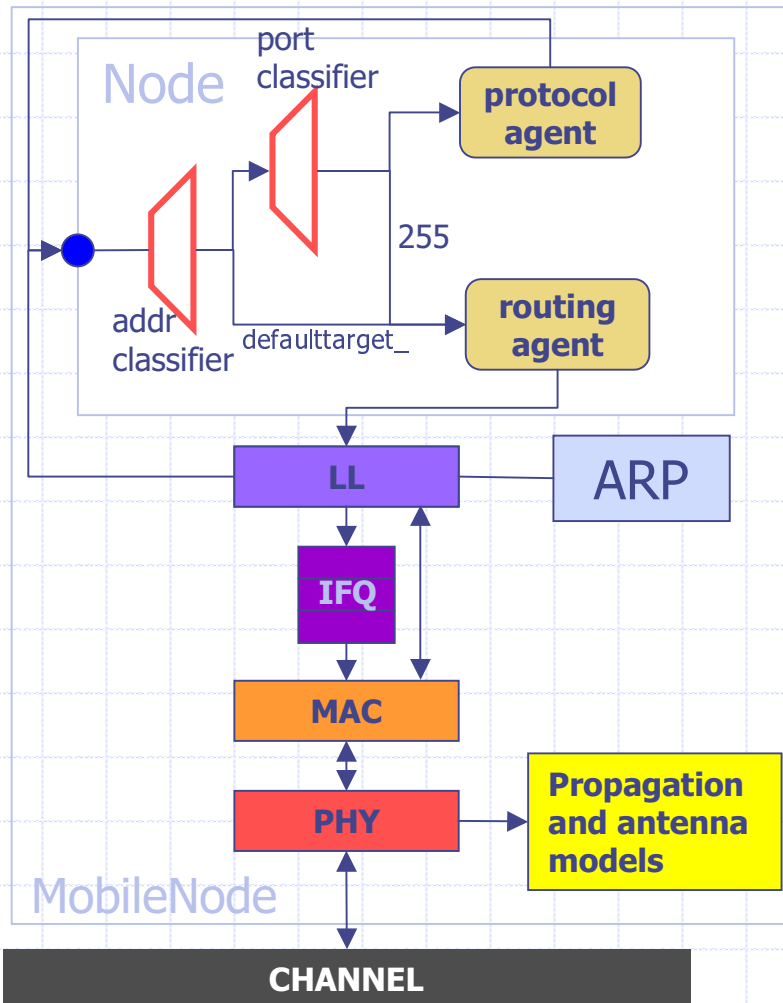 port
classifier
Node
protocol
agent
255
addr
classifier
defaulttarget_
routing
agent
LL
ARP
IFQ
MAC
PHY
Propagation
and antenna
models
MobileNode
CHANNEL